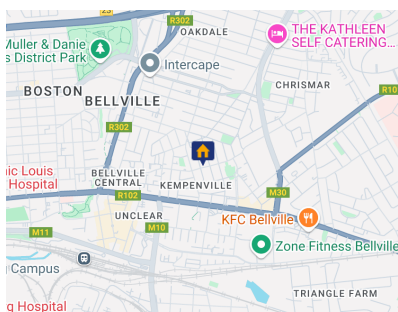 R302
OAKDALE
THE KATHLEEN
SELF CATERING...
Muller & Danie
s District Park
Intercape
CHRISMAR
BOSTON
BELLVILLE
R10
R302
nic Louis
Hospital
BELLVILLE
CENTRAL
KEMPENVILLE
R102
M30
UNCLEAR
KFC Bellville
M10
M11
Zone Fitness Bellville
Campus
TRIANGLE FARM
g Hospital